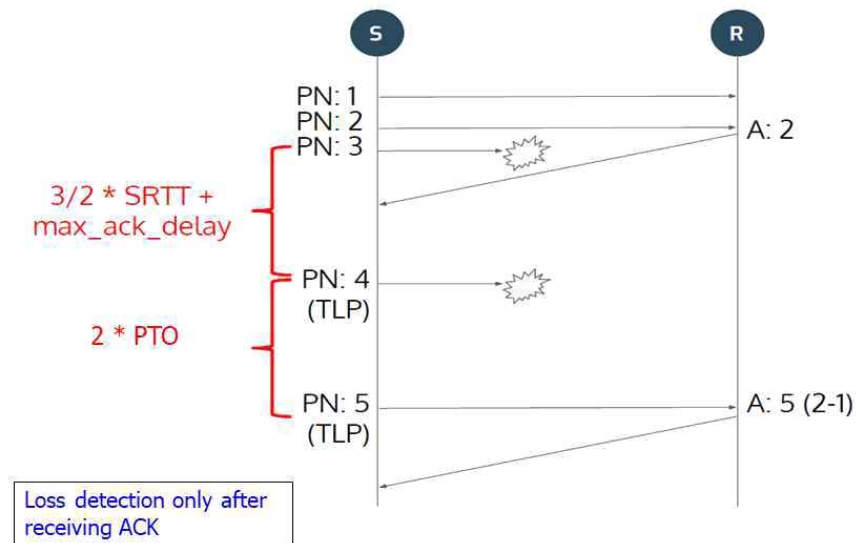 S
R
PN: 1
PN: 2
A: 2
PN: 3
3/2 * SRTT +
max_ack_delay
PN: 4
(TLP)
2 * PTO
PN: 5
(TLP)
A: 5 (2-1)
Loss detection only after
receiving ACK